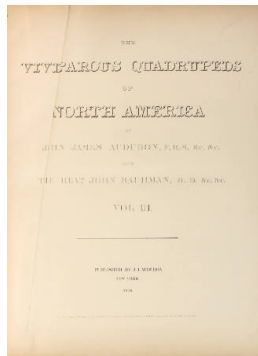 THE
VIVIPAROUS QUADRUPEDS
OF
NORTH AMERICA
BY
JOHN JAMES AUDUBON, F.R.S. &c. &c.
AND
THE REVD. JOHN BACHMAN, D.D. &c. &c.
VOL. III.
PUBLISHED BY J.J. AUDUBON,
NEW YORK.